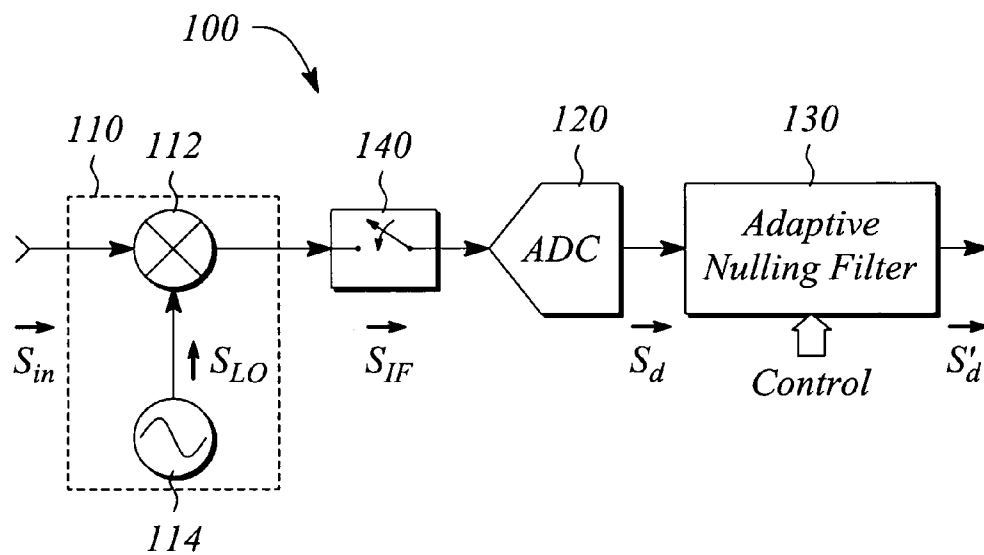 100
110
112
140
120
130
ADC
Adaptive
Nulling Filter
S_in
S_LO
S_IF
S_d
S'_d
Control
114